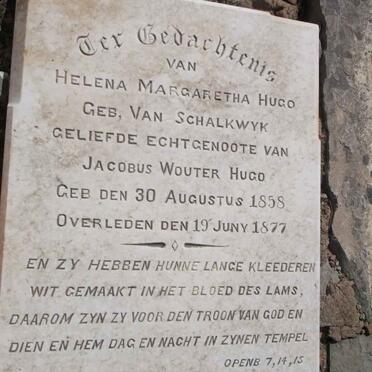 Ter Gedachtenis
VAN
HELENA MARGARETHA HUGO
GEB, VAN SCHALKWYK
GELIEFDE ECHTGENOOTE VAN
JACOBUS WOUTER HUGO
GEB DEN 30 AUGUSTUS 1858
OVERLEDEN DEN 19 JUNY 1877
EN ZY HEBBEN HUNNE LANGE KLEEDEREN
WIT GEMAAKT IN HET BLOED DES LAMS,
DAAROM ZYN ZY VOOR DEN TROON VAN GOD EN
DIEN EN HEM DAG EN NACHT IN ZYNEN TEMPEL
OPENB 7,14,15